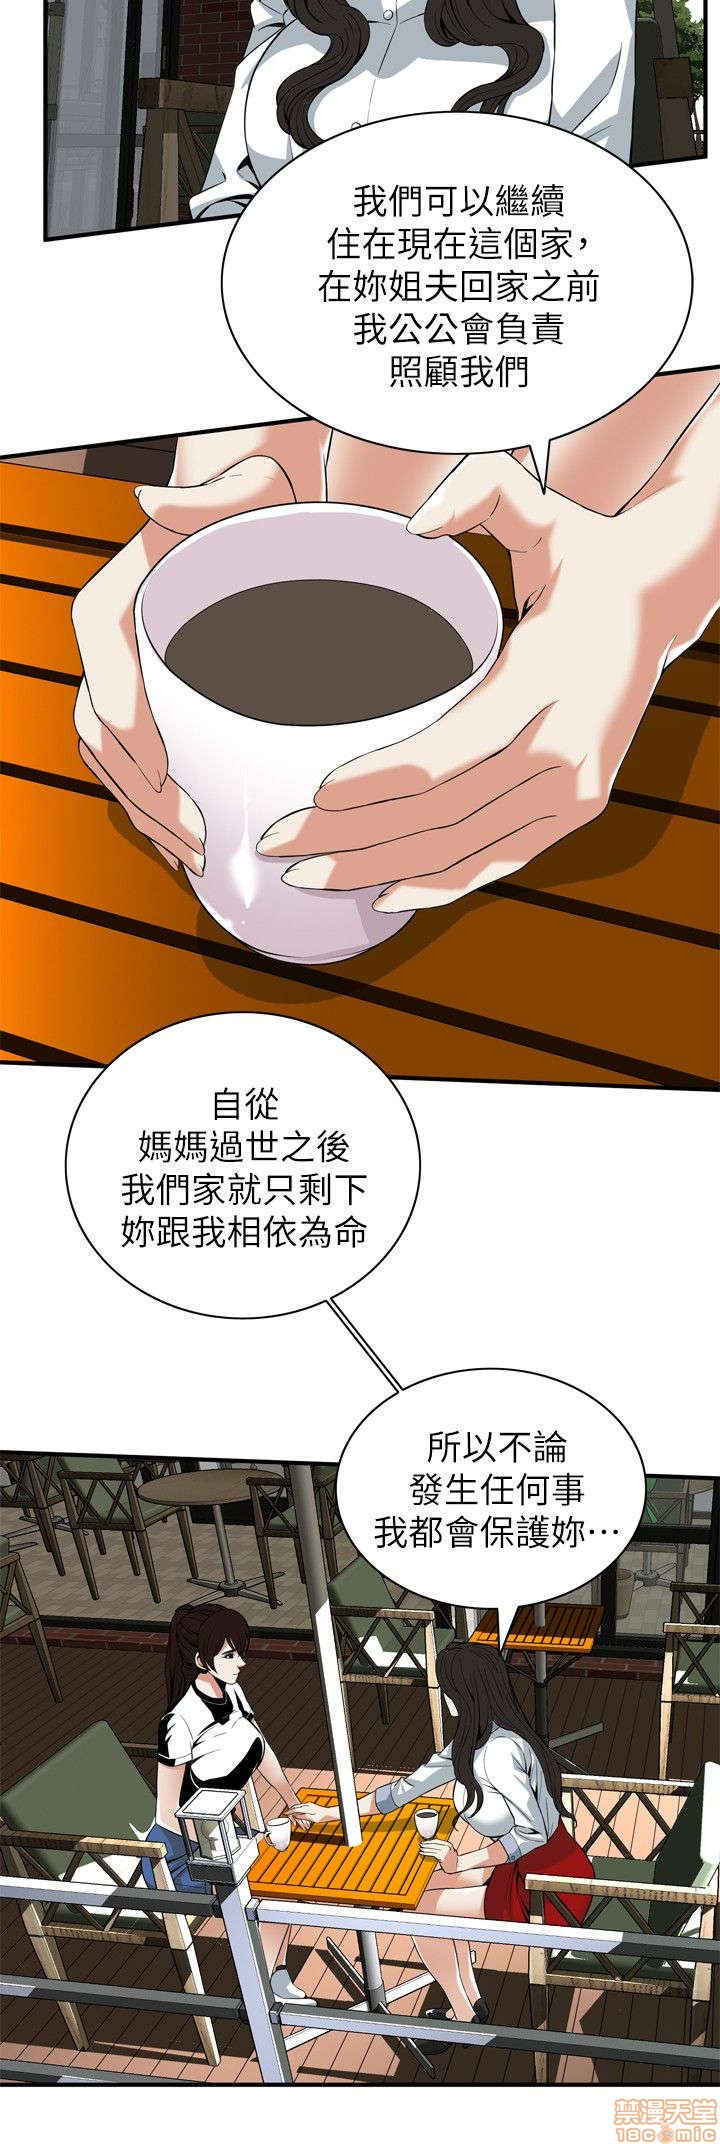 我們可以繼續
住在現在這個家，
在妳姐夫回家之前
我公公會負責
照顧我們
自從
媽媽過世之後
我們家就只剩下
妳跟我相依為命
所以不論
發生任何事
我都會保護妳⋯
禁漫天堂
18comic